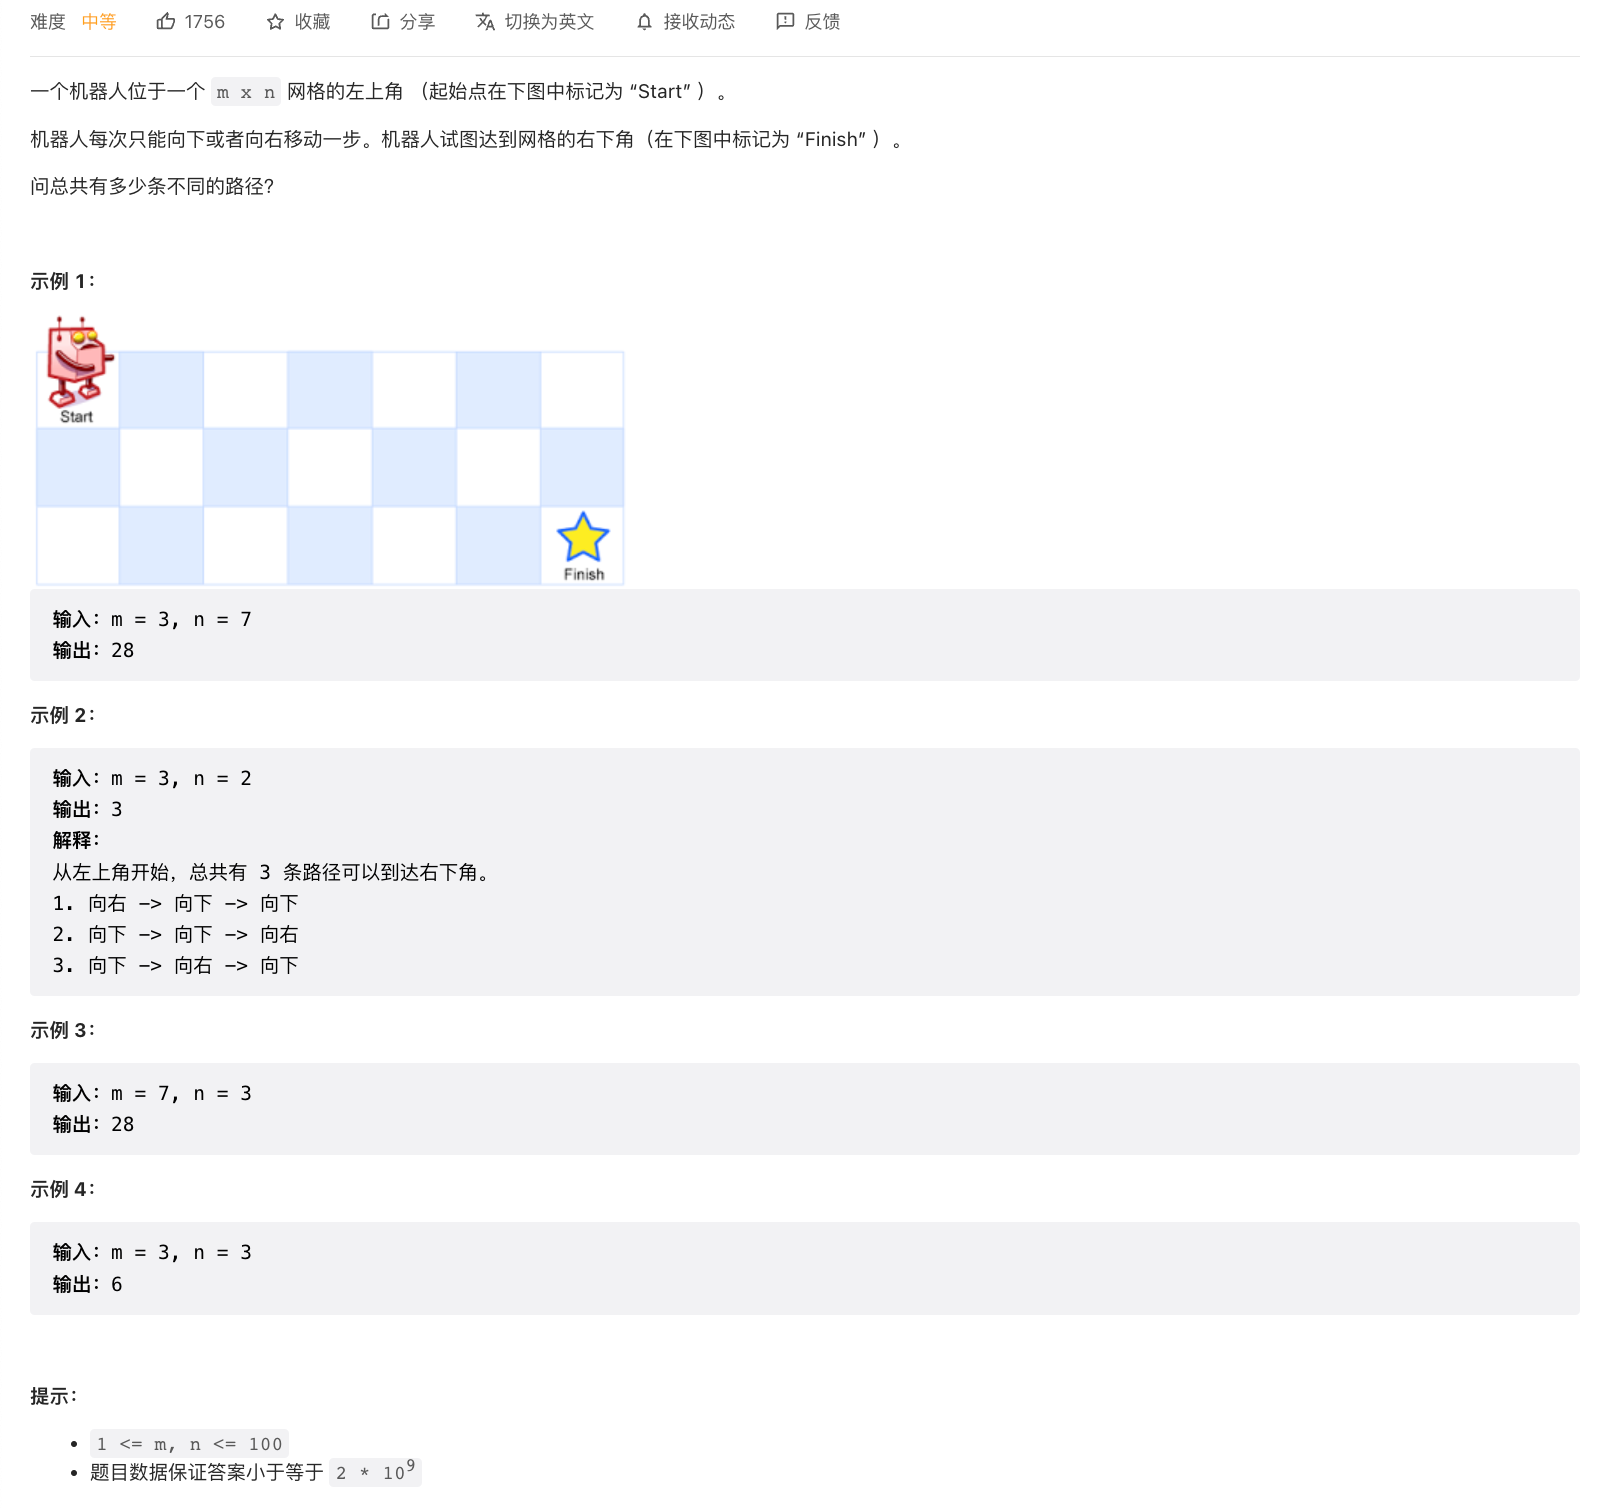 难度 中等 1756 收藏 分享 切换为英文 接收动态 反馈
一个机器人位于一个 m x n 网格的左上角 （起始点在下图中标记为 “Start” ）。
机器人每次只能向下或者向右移动一步。机器人试图达到网格的右下角（在下图中标记为 “Finish” ）。
问总共有多少条不同的路径？
示例 1：
Start
Finish
输入：m = 3, n = 7
输出：28
示例 2：
输入：m = 3, n = 2
输出：3
解释：
从左上角开始，总共有 3 条路径可以到达右下角。
1. 向右 -> 向下 -> 向下
2. 向下 -> 向下 -> 向右
3. 向下 -> 向右 -> 向下
示例 3：
输入：m = 7, n = 3
输出：28
示例 4：
输入：m = 3, n = 3
输出：6
提示：
• 1 <= m, n <= 100
• 题目数据保证答案小于等于 2 * 10⁹